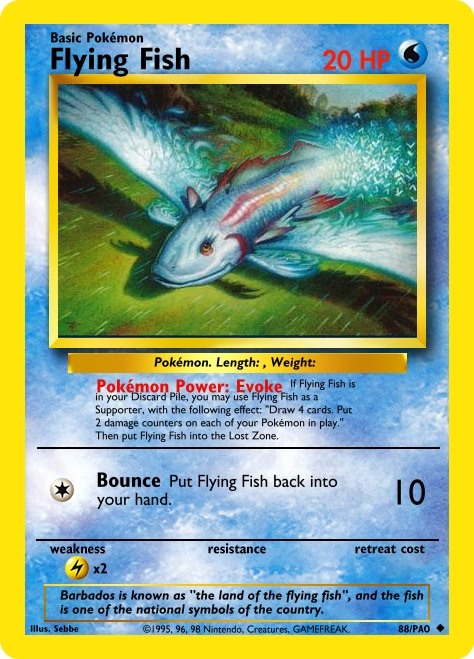 Basic Pokémon
Flying Fish
20 HP
Pokémon. Length: , Weight:
Pokémon Power: Evoke If Flying Fish is
in your Discard Pile, you may use Flying Fish as a
Supporter, with the following effect: "Draw 4 cards. Put
2 damage counters on each of your Pokémon in play."
Then put Flying Fish into the Lost Zone.
Bounce Put Flying Fish back into
your hand.
10
weakness resistance retreat cost
x2
Barbados is known as "the land of the flying fish", and the fish
is one of the national symbols of the country.
Illus. Sebbe ©1995, 96, 98 Nintendo, Creatures, GAMEFREAK. 88/PAO